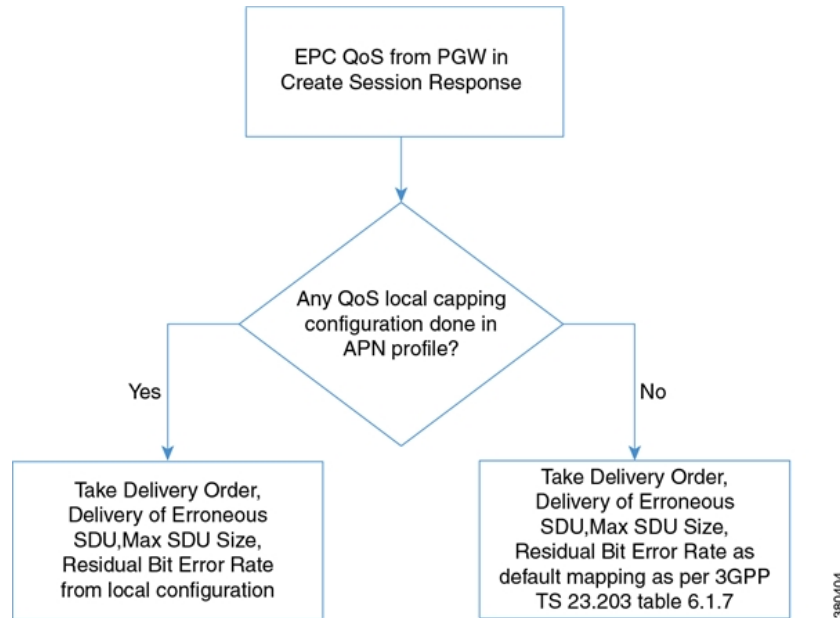 EPC QoS from PGW in
Create Session Response
Any QoS local capping
configuration done in
APN profile?
Yes
No
Take Delivery Order,
Delivery of Erroneous
SDU,Max SDU Size,
Residual Bit Error Rate
from local configuration
Take Delivery Order,
Delivery of Erroneous
SDU,Max SDU Size,
Residual Bit Error Rate as
default mapping as per 3GPP
TS 23.203 table 6.1.7
380404